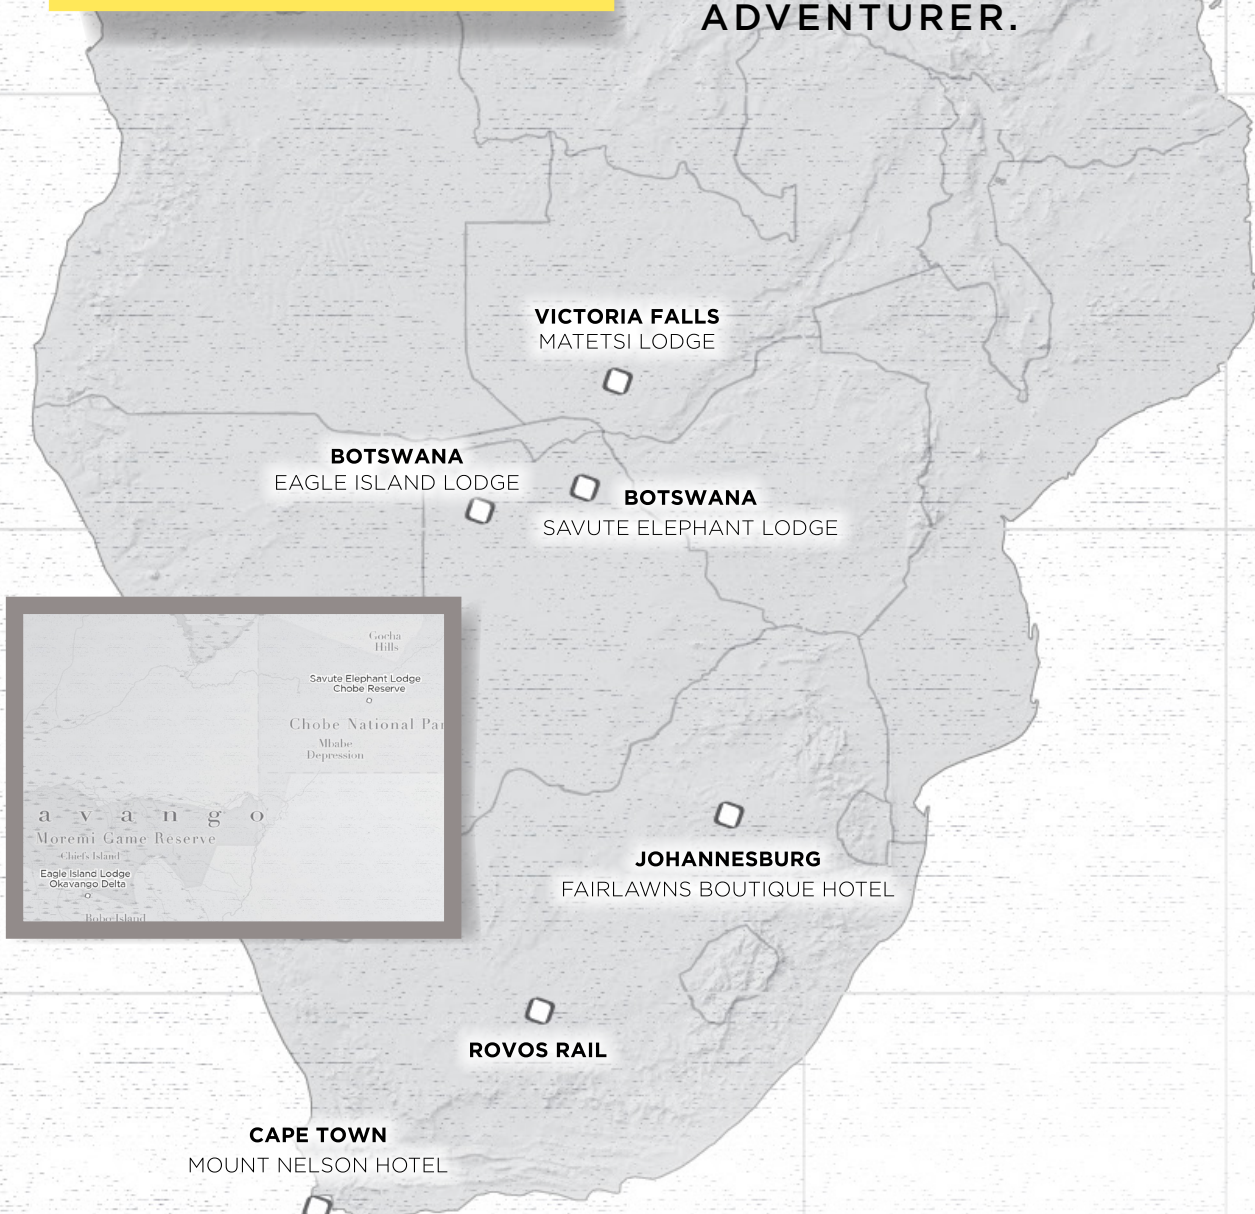 ADVENTURER.
VICTORIA FALLS
MATETSI LODGE
BOTSWANA
EAGLE ISLAND LODGE
BOTSWANA
SAVUTE ELEPHANT LODGE
Gocha
Hills
Savute Elephant Lodge
Chobe Reserve
Chobe National Par
Mbabe
Depression
avango
Moremi Game Reserve
Chiefs Island
Eagle Island Lodge
Okavango Delta
JOHANNESBURG
FAIRLAWNS BOUTIQUE HOTEL
ROVOS RAIL
CAPE TOWN
MOUNT NELSON HOTEL